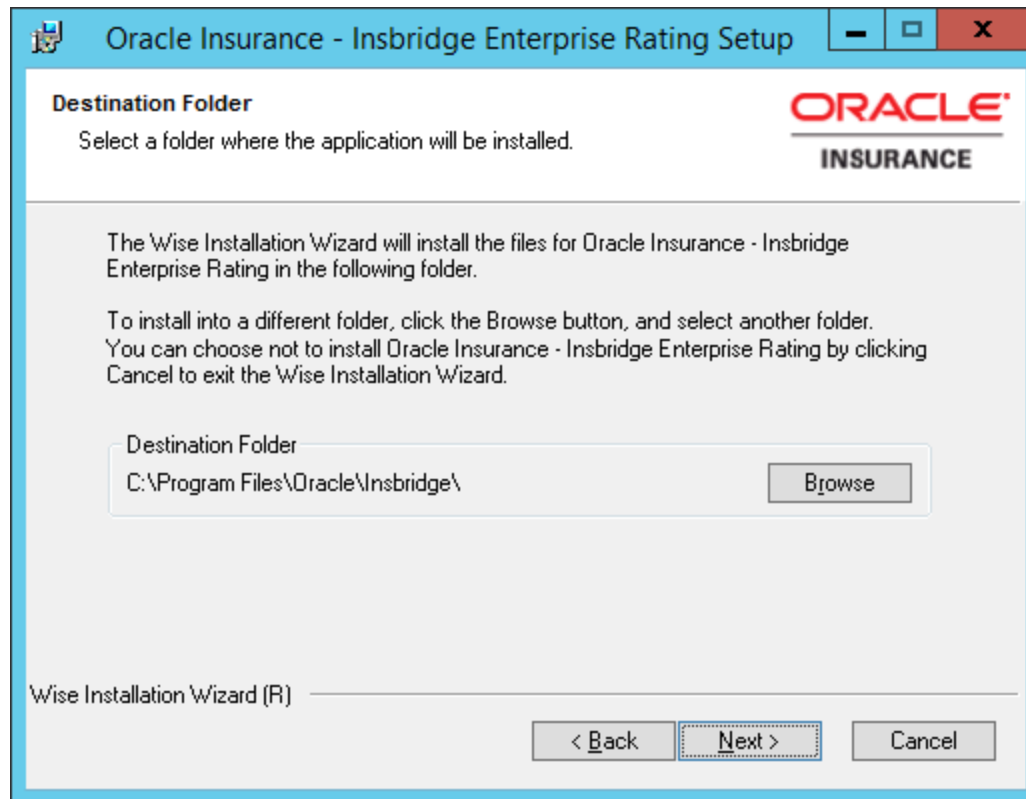 Oracle Insurance - Insbridge Enterprise Rating Setup
Destination Folder
Select a folder where the application will be installed.
ORACLE
INSURANCE
The Wise Installation Wizard will install the files for Oracle Insurance - Insbridge
Enterprise Rating in the following folder.
To install into a different folder, click the Browse button, and select another folder.
You can choose not to install Oracle Insurance - Insbridge Enterprise Rating by clicking
Cancel to exit the Wise Installation Wizard.
Destination Folder
C:\Program Files\Oracle\Insbridge\
Browse
Wise Installation Wizard (R)
< Back
Next >
Cancel